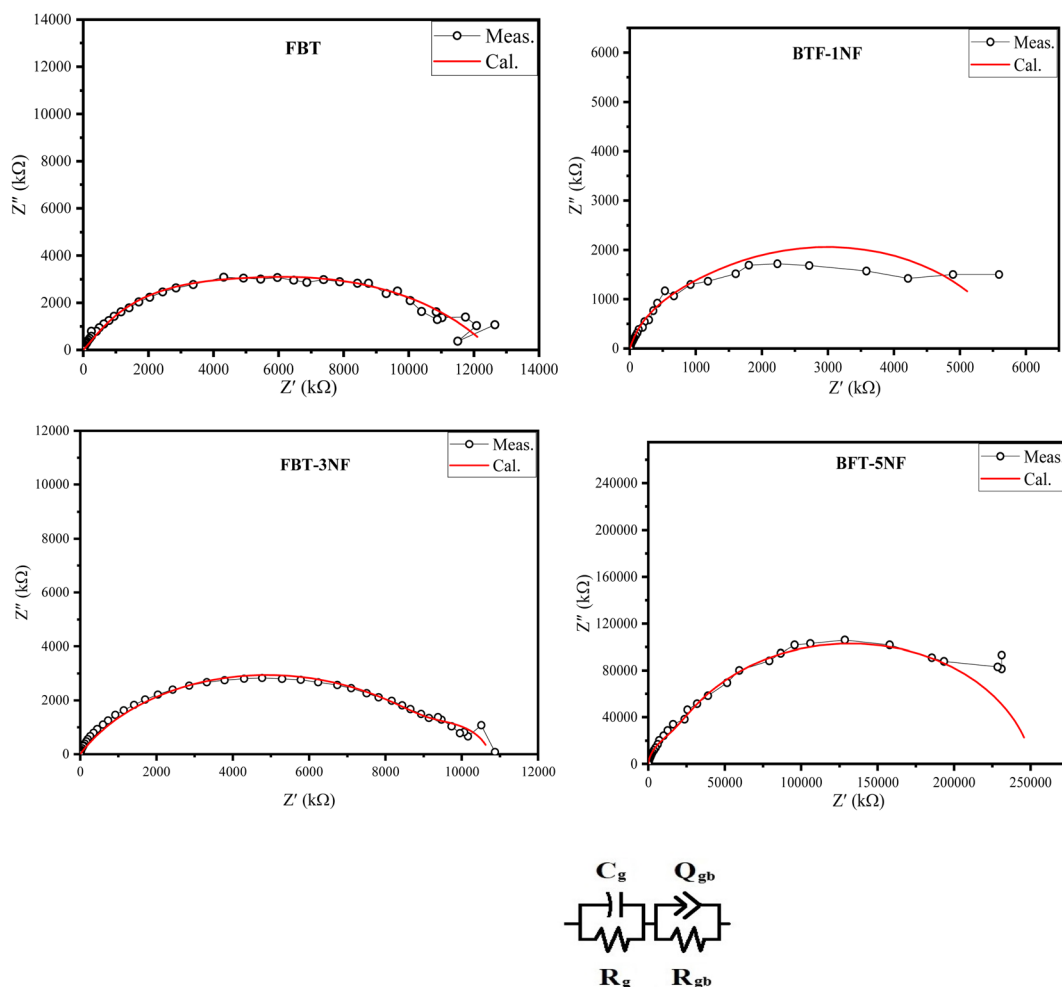 FBT
Meas.
Cal.
14000
12000
10000
8000
6000
4000
2000
0
Z″ (kΩ)
0 2000 4000 6000 8000 10000 12000 14000
Z′ (kΩ)
BTF-1NF
Meas.
Cal.
6000
5000
4000
3000
2000
1000
0
Z″ (kΩ)
0 1000 2000 3000 4000 5000 6000
Z′ (kΩ)
FBT-3NF
Meas.
Cal.
12000
10000
8000
6000
4000
2000
0
Z″ (kΩ)
0 2000 4000 6000 8000 10000 12000
Z′ (kΩ)
BFT-5NF
Meas.
Cal.
240000
200000
160000
120000
80000
40000
0
Z″ (kΩ)
0 50000 100000 150000 200000 250000
Z′ (kΩ)
Cg Qgb
Rg Rgb